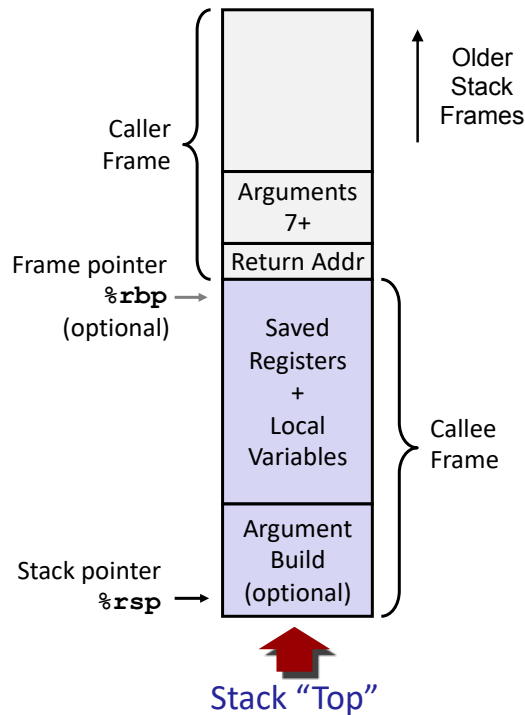 Older
Stack
Frames
Caller
Frame
Arguments
7+
Return Addr
Frame pointer
%rbp
(optional)
Saved
Registers
+
Local
Variables
Callee
Frame
Argument
Build
(optional)
Stack pointer
%rsp
Stack “Top”